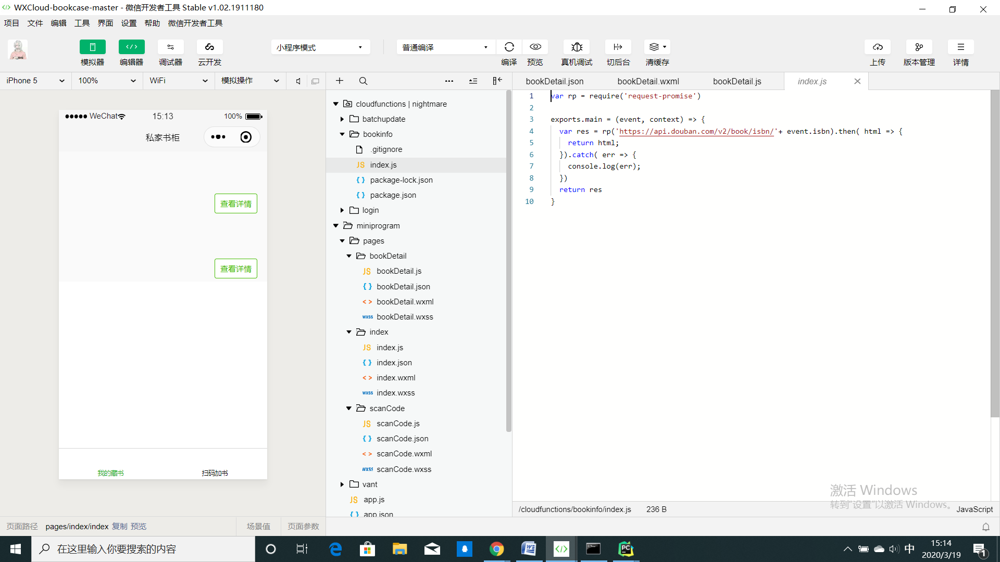 WXCloud-bookcase-master - 微信开发者工具 Stable v1.02.1911180
项目 文件 编辑 工具 界面 设置 帮助 微信开发者工具
模拟器 编辑器 调试器 云开发
小程序模式
普通编译
编译 预览 真机调试 切后台 清缓存
上传 版本管理 详情
iPhone 5 100% WiFi 模拟操作
WeChat 15:13 100%
私家书柜
查看详情
查看详情
我的藏书 扫码加书
页面路径 pages/index/index 复制 预览 场景值 页面参数
cloudfunctions | nightmare
batchupdate
bookinfo
.gitignore
JS index.js
{ } package-lock.json
{ } package.json
login
miniprogram
pages
bookDetail
JS bookDetail.js
{ } bookDetail.json
< > bookDetail.wxml
wxss bookDetail.wxss
index
JS index.js
{ } index.json
< > index.wxml
wxss index.wxss
scanCode
JS scanCode.js
{ } scanCode.json
< > scanCode.wxml
wxss scanCode.wxss
vant
JS app.js
{ } app.json
bookDetail.json bookDetail.wxml bookDetail.js index.js
1 var rp = require('request-promise')
2
3 exports.main = (event, context) => {
4 var res = rp('https://api.douban.com/v2/book/isbn/'+ event.isbn).then( html => {
5 return html;
6 }).catch( err => {
7 console.log(err);
8 })
9 return res
10 }
激活 Windows
转到“设置”以激活 Windows。
/cloudfunctions/bookinfo/index.js 236 B JavaScript
在这里输入你要搜索的内容
PC
中
15:14
2020/3/19
1